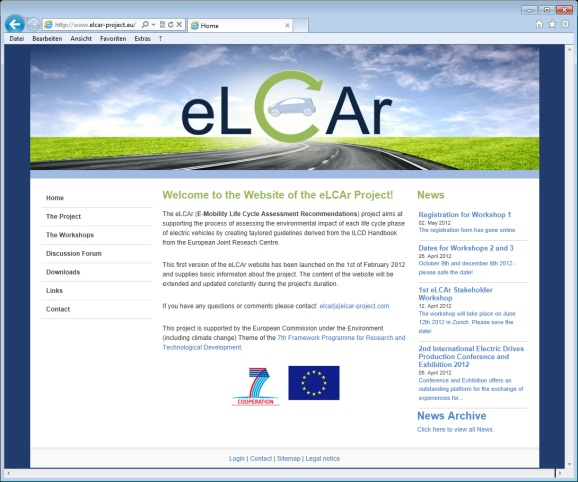 http://www.elcar-project.eu/
Home
Datei Bearbeiten Ansicht Favoriten Extras ?
eLCAr
Home
The Project
The Workshops
Discussion Forum
Downloads
Links
Contact
Welcome to the Website of the eLCAr Project!
The eLCAr (E-Mobility Life Cycle Assessment Recommendations) project aims at
supporting the process of assessing the environmental impact of each life cycle phase
of electric vehicles by creating taylored guidelines derived from the ILCD Handbook
from the European Joint Reseach Centre.
This first version of the eLCAr website has been launched on the 1st of February 2012
and supplies basic informaton about the project. The content of the website will be
extended and updated constantly during the project's duration.
If you have any questions or comments please contact: elcar[a]elcar-project.com
This project is supported by the European Commission under the Environment
(including climate change) Theme of the 7th Framework Programme for Research and
Technological Development.
7
COOPERATION
News
Registration for Workshop 1
02. May 2012
The registration form has gone online
Dates for Workshops 2 and 3
26. April 2012
October 9th and december 6th 2012 -
please safe the date!
1st eLCAr Stakeholder
Workshop
12. April 2012
The workshop will take place on June
12th 2012 in Zurich. Please save the
date!
2nd International Electric Drives
Production Conference and
Exhibition 2012
05. April 2012
Conference and Exhibition offers an
outstanding platform for the exchange of
experiences for...
News Archive
Click here to view all News.
Login | Contact | Sitemap | Legal notice